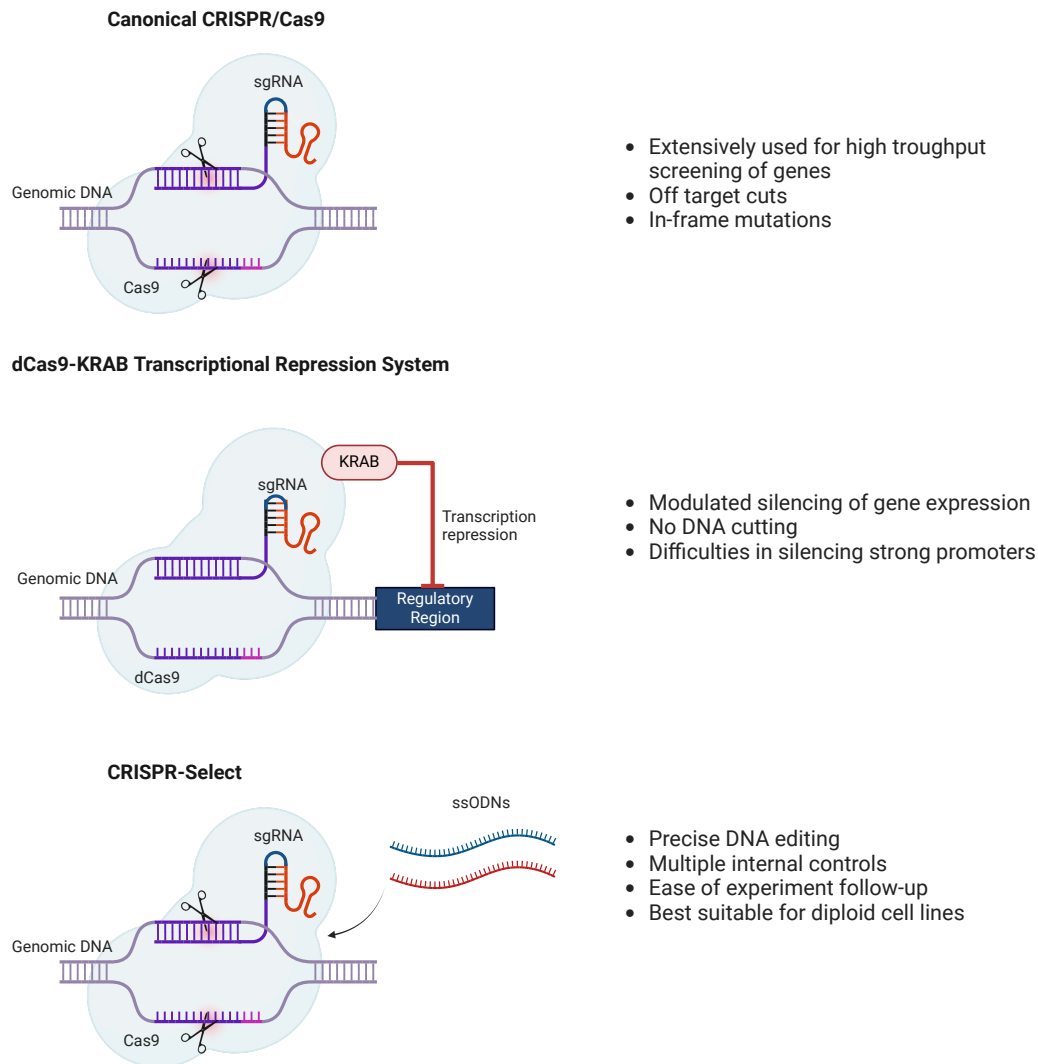 Canonical CRISPR/Cas9
sgRNA
Genomic DNA
Cas9
• Extensively used for high troughput
screening of genes
• Off target cuts
• In-frame mutations
dCas9-KRAB Transcriptional Repression System
KRAB
sgRNA
Transcription
repression
Genomic DNA
Regulatory
Region
dCas9
• Modulated silencing of gene expression
• No DNA cutting
• Difficulties in silencing strong promoters
CRISPR-Select
ssODNs
sgRNA
Genomic DNA
Cas9
• Precise DNA editing
• Multiple internal controls
• Ease of experiment follow-up
• Best suitable for diploid cell lines